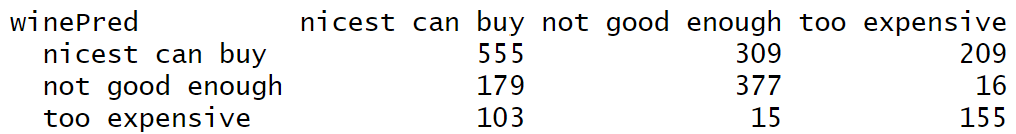 winePred nicest can buy not good enough too expensive
nicest can buy 555 309 209
not good enough 179 377 16
too expensive 103 15 155